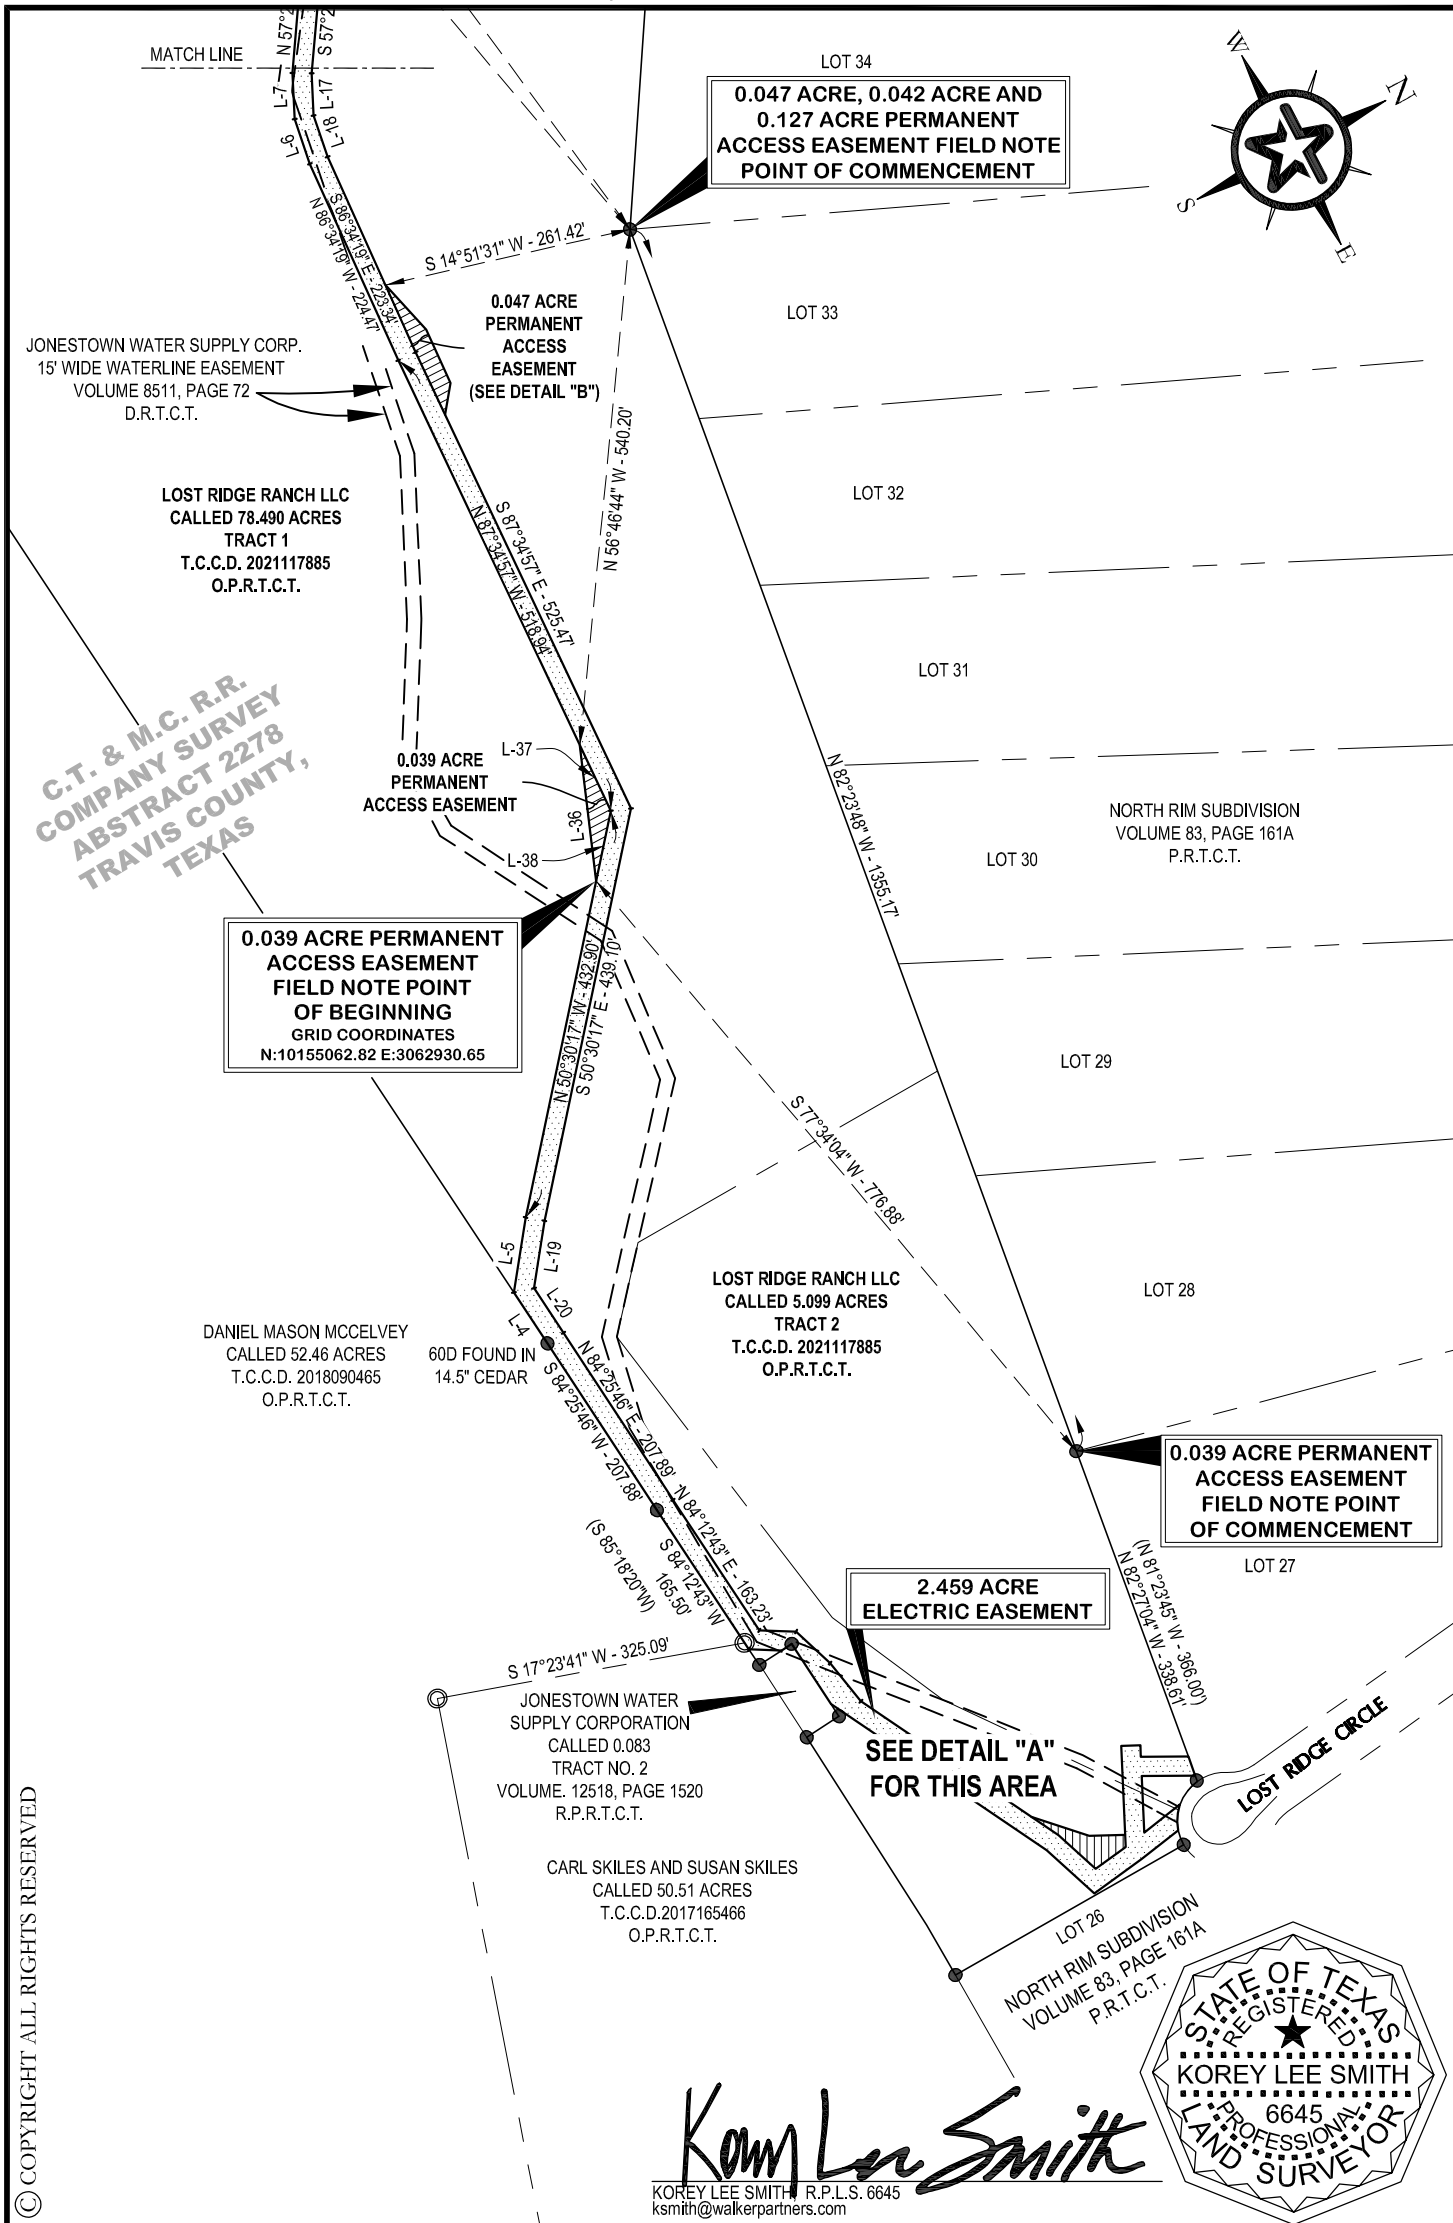 MATCH LINE
N 57°2
S 57°2
L-7
L-17
L-6
L-18
LOT 34
0.047 ACRE, 0.042 ACRE AND
0.127 ACRE PERMANENT
ACCESS EASEMENT FIELD NOTE
POINT OF COMMENCEMENT
W
N
S
E
S 86°34'19" E - 223.34'
N 86°34'19" W - 224.47'
S 14°51'31" W - 261.42'
0.047 ACRE
PERMANENT
ACCESS
EASEMENT
(SEE DETAIL "B")
LOT 33
JONESTOWN WATER SUPPLY CORP.
15' WIDE WATERLINE EASEMENT
VOLUME 8511, PAGE 72
D.R.T.C.T.
N 56°46'44" W - 540.20'
LOST RIDGE RANCH LLC
CALLED 78.490 ACRES
TRACT 1
T.C.C.D. 2021117885
O.P.R.T.C.T.
LOT 32
S 87°34'57" E - 525.47'
N 87°34'57" W - 518.94'
LOT 31
C.T. & M.C. R.R.
COMPANY SURVEY
ABSTRACT 2278
TRAVIS COUNTY,
TEXAS
L-37
0.039 ACRE
PERMANENT
ACCESS EASEMENT
L-36
L-38
N 82°23'48" W - 1355.17'
NORTH RIM SUBDIVISION
VOLUME 83, PAGE 161A
P.R.T.C.T.
LOT 30
0.039 ACRE PERMANENT
ACCESS EASEMENT
FIELD NOTE POINT
OF BEGINNING
GRID COORDINATES
N:10155062.82 E:3062930.65
N 50°30'17" W - 432.90'
S 50°30'17" E - 439.10'
LOT 29
S 77°34'04" W - 776.88'
L-5
L-19
L-20
L-4
LOST RIDGE RANCH LLC
CALLED 5.099 ACRES
TRACT 2
T.C.C.D. 2021117885
O.P.R.T.C.T.
LOT 28
DANIEL MASON MCCELVEY
CALLED 52.46 ACRES
T.C.C.D. 2018090465
O.P.R.T.C.T.
60D FOUND IN
14.5" CEDAR
N 84°25'46" E - 207.89'
S 84°25'46" W - 207.88'
0.039 ACRE PERMANENT
ACCESS EASEMENT
FIELD NOTE POINT
OF COMMENCEMENT
N 84°12'43" E - 163.23'
S 84°12'43" W
165.50'
(S 85°18'20"W)
(N 81°23'45" W - 366.00')
N 82°27'04" W - 338.61'
LOT 27
2.459 ACRE
ELECTRIC EASEMENT
S 17°23'41" W - 325.09'
JONESTOWN WATER
SUPPLY CORPORATION
CALLED 0.083
TRACT NO. 2
VOLUME. 12518, PAGE 1520
R.P.R.T.C.T.
SEE DETAIL "A"
FOR THIS AREA
LOST RIDGE CIRCLE
CARL SKILES AND SUSAN SKILES
CALLED 50.51 ACRES
T.C.C.D.2017165466
O.P.R.T.C.T.
LOT 26
NORTH RIM SUBDIVISION
VOLUME 83, PAGE 161A
P.R.T.C.T.
STATE OF TEXAS
REGISTERED
KOREY LEE SMITH
6645
PROFESSIONAL
LAND SURVEYOR
Korey Lee Smith
KOREY LEE SMITH, R.P.L.S. 6645
ksmith@walkerpartners.com
© COPYRIGHT ALL RIGHTS RESERVED